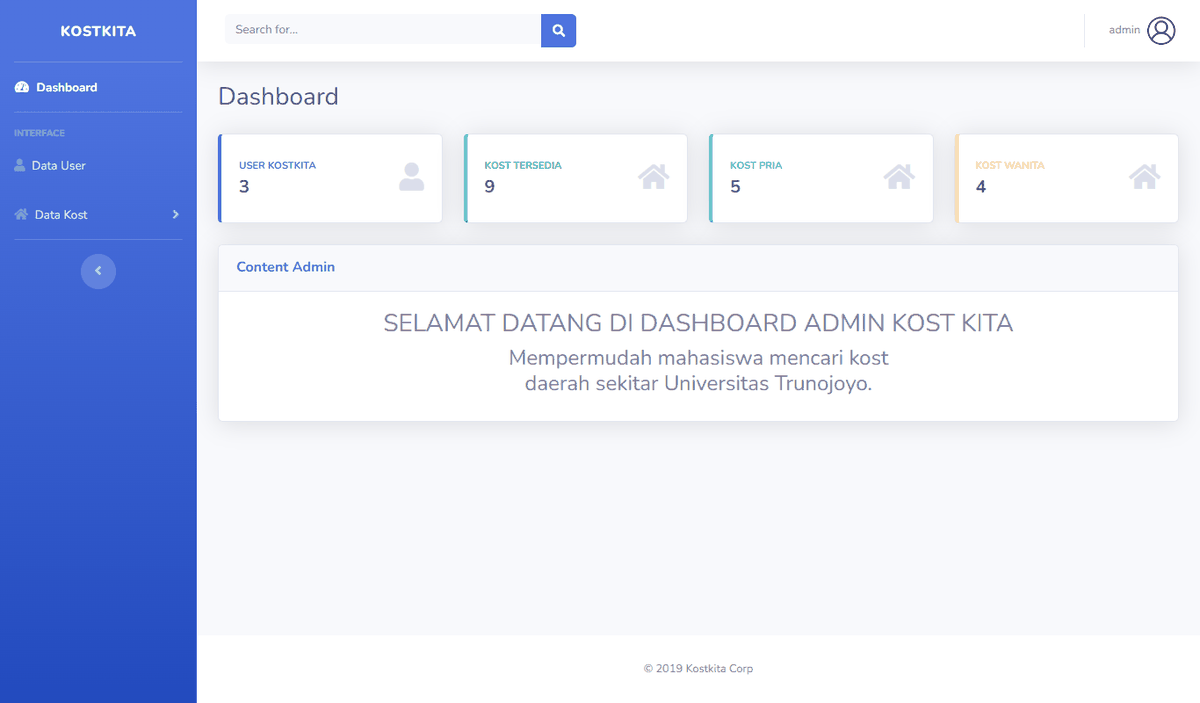 KOSTKITA
Dashboard
INTERFACE
Data User
Data Kost
Search for...
admin
Dashboard
USER KOSTKITA
3
KOST TERSEDIA
9
KOST PRIA
5
KOST WANITA
4
Content Admin
SELAMAT DATANG DI DASHBOARD ADMIN KOST KITA
Mempermudah mahasiswa mencari kost
daerah sekitar Universitas Trunojoyo.
© 2019 Kostkita Corp